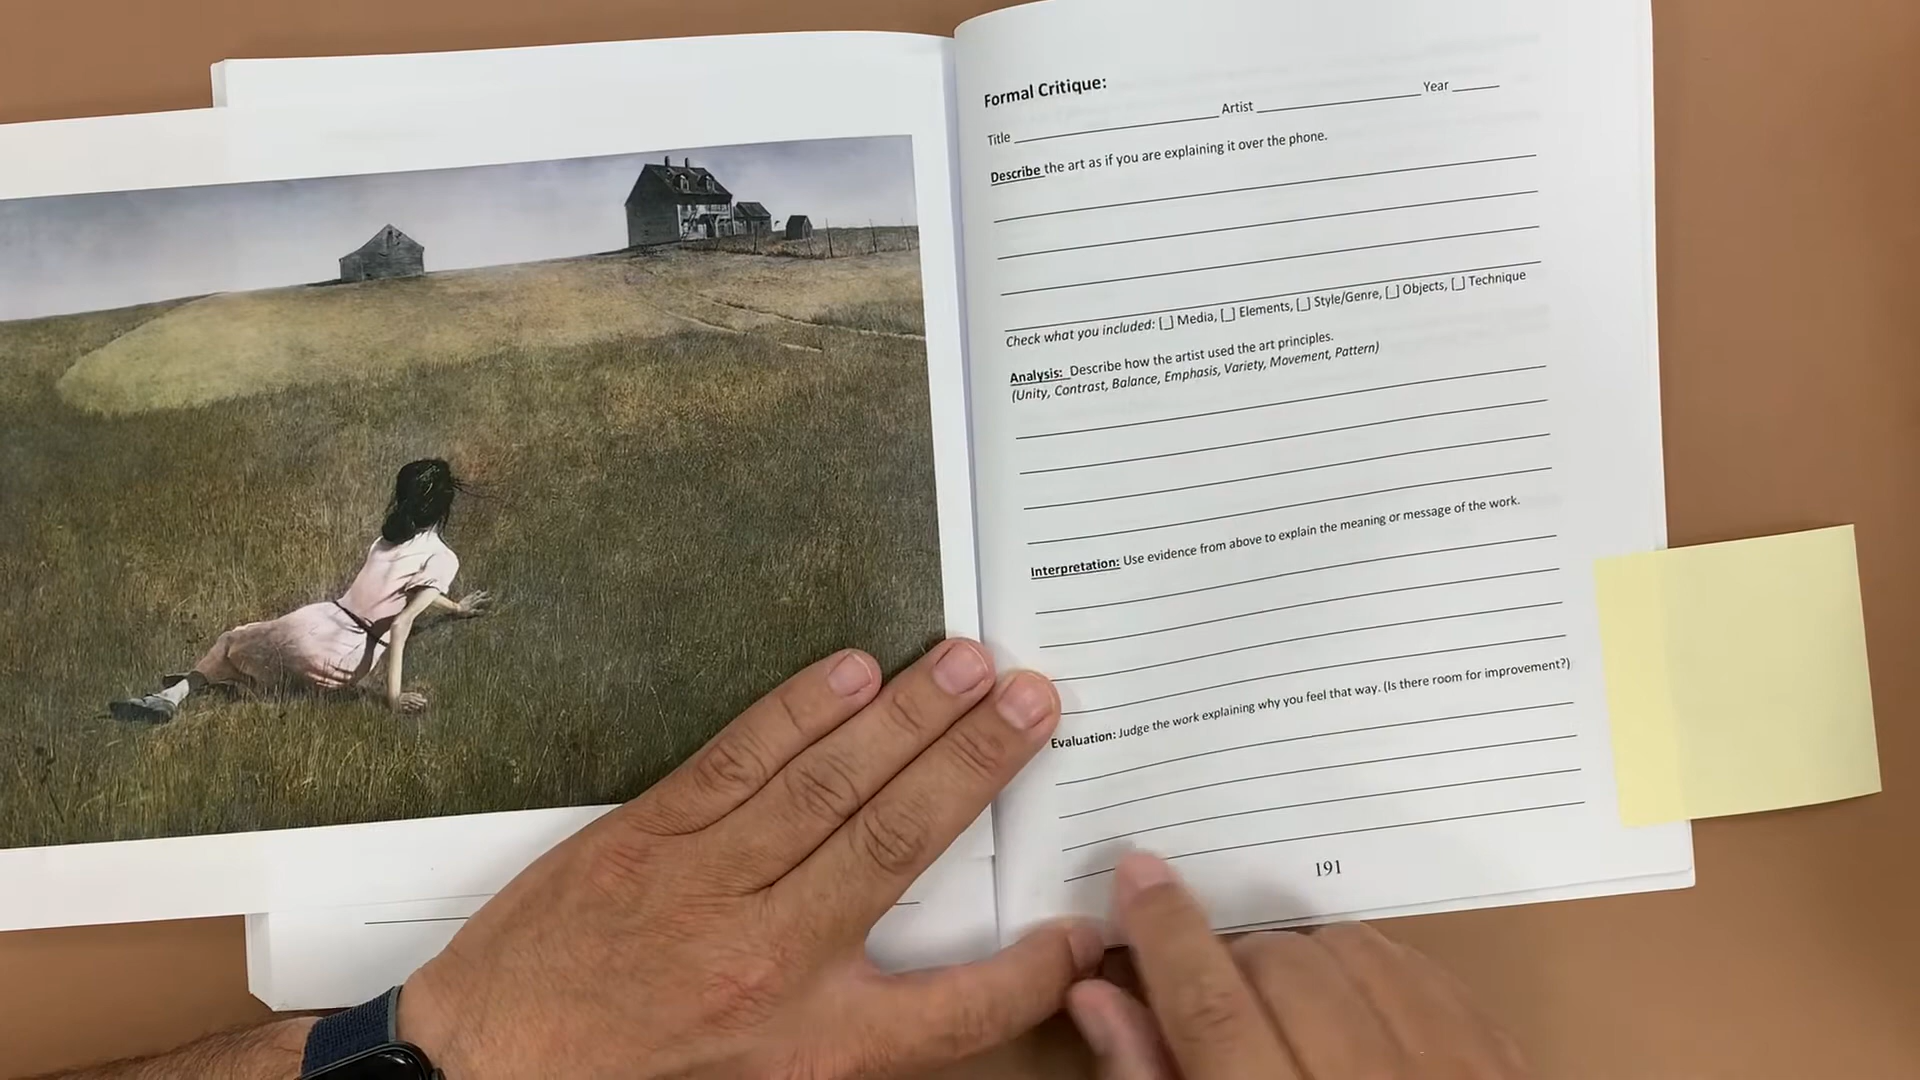 Formal Critique:
Title ____________ Artist ____________ Year ______
Describe the art as if you are explaining it over the phone.
Check what you included: [_] Media, [_] Elements, [_] Style/Genre, [_] Objects, [_] Technique
Analysis: Describe how the artist used the art principles.
(Unity, Contrast, Balance, Emphasis, Variety, Movement, Pattern)
Interpretation: Use evidence from above to explain the meaning or message of the work.
Evaluation: Judge the work explaining why you feel that way. (Is there room for improvement?)
191